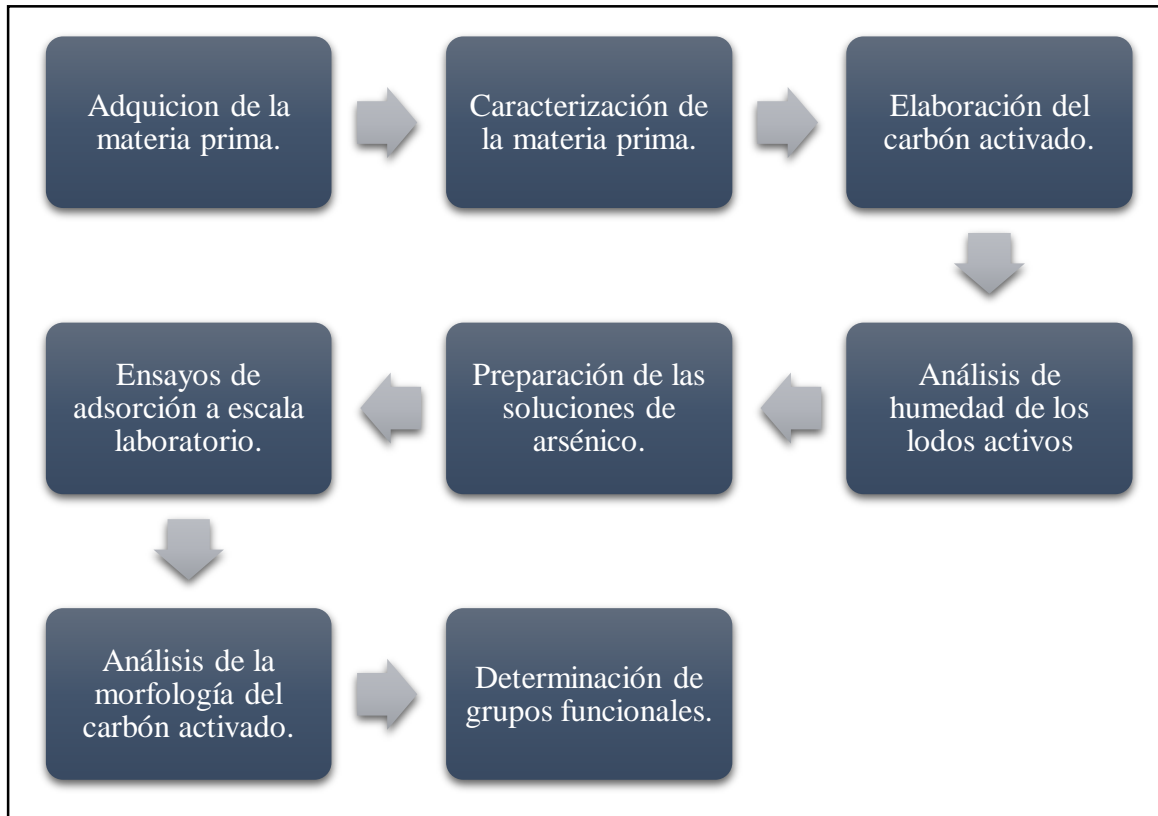 Adquicion de la
materia prima.
Caracterización de
la materia prima.
Elaboración del
carbón activado.
Análisis de
humedad de los
lodos activos
Preparación de las
soluciones de
arsénico.
Ensayos de
adsorción a escala
laboratorio.
Análisis de la
morfología del
carbón activado.
Determinación de
grupos funcionales.